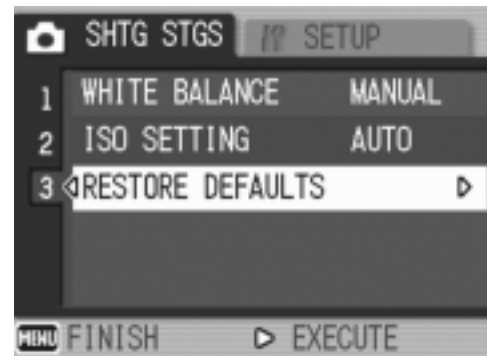 SHTG STGS SETUP
1 WHITE BALANCE MANUAL
2 ISO SETTING AUTO
3 RESTORE DEFAULTS
MENU FINISH EXECUTE